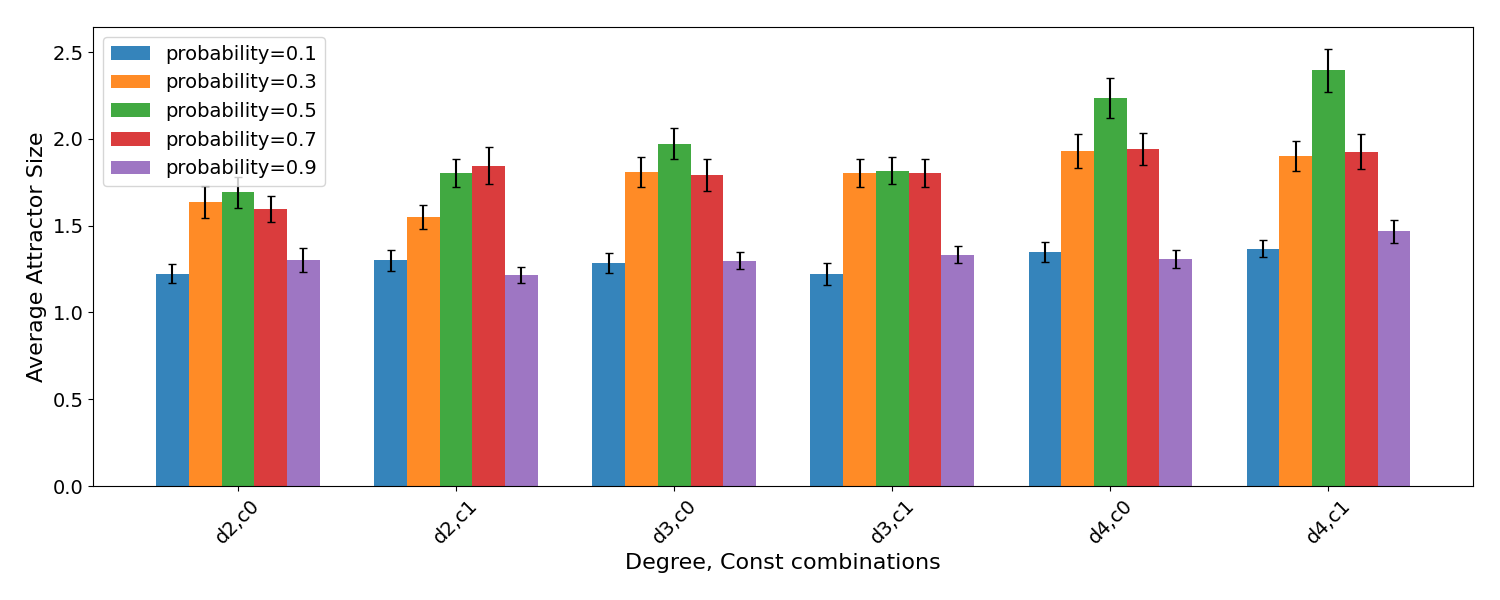 probability=0.1
probability=0.3
probability=0.5
probability=0.7
probability=0.9
Average Attractor Size
2.5
2.0
1.5
1.0
0.5
0.0
d2,c0
d2,c1
d3,c0
d3,c1
d4,c0
d4,c1
Degree, Const combinations